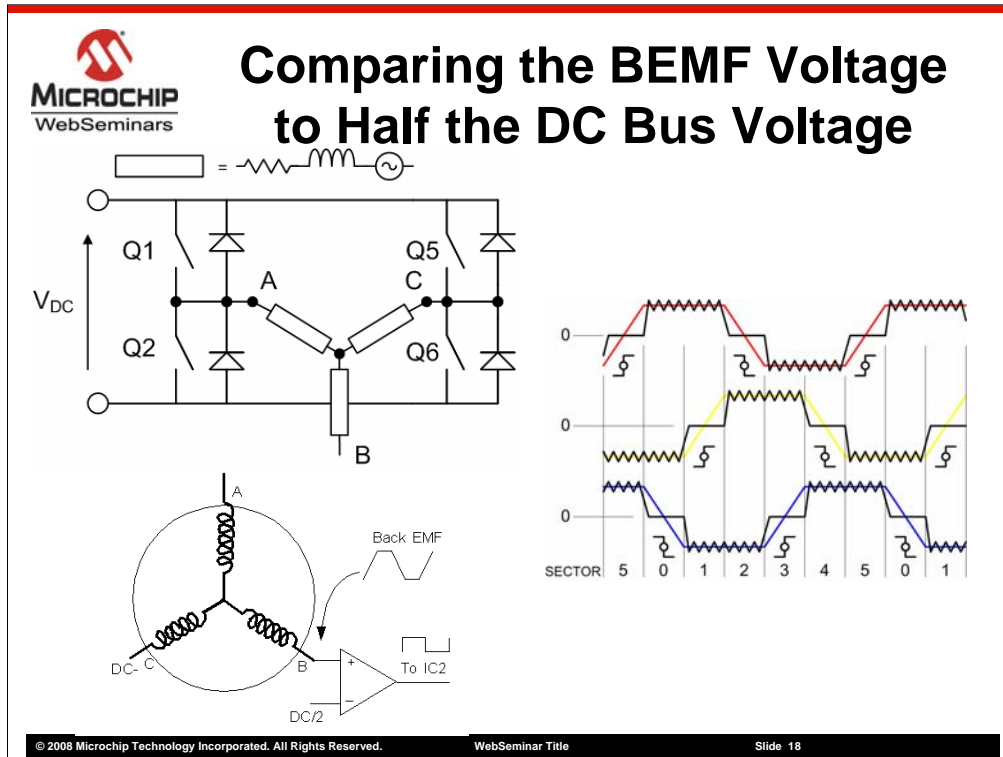 MICROCHIP
WebSeminars
Comparing the BEMF Voltage
to Half the DC Bus Voltage
=
Q1
Q5
A
C
VDC
Q2
Q6
B
0
0
0
SECTOR 5 0 1 2 3 4 5 0 1
A
Back EMF
DC- C
B
+
To IC2
DC/2
−
© 2008 Microchip Technology Incorporated. All Rights Reserved. WebSeminar Title Slide 18